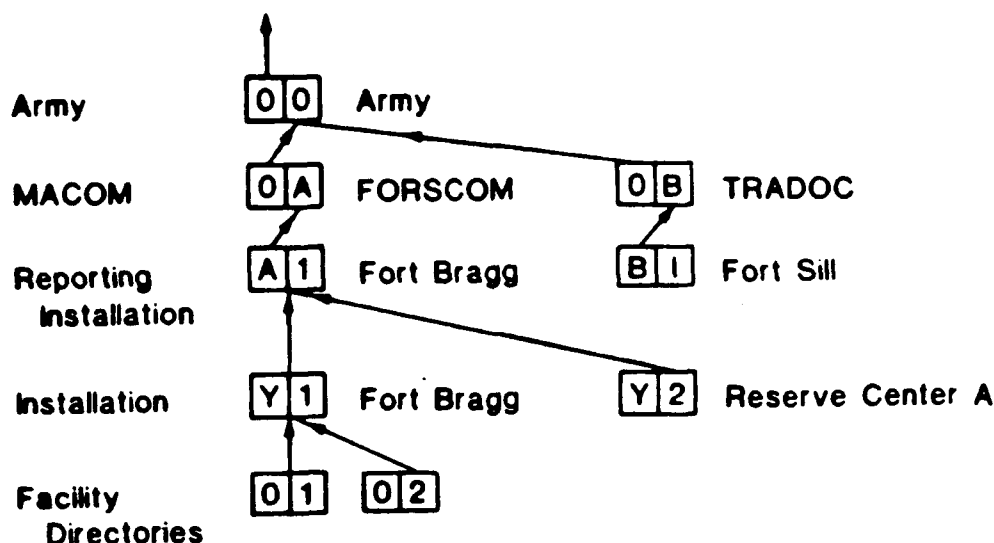 Army 00 Army
MACOM 0A FORSCOM 0B TRADOC
Reporting A1 Fort Bragg B1 Fort Sill
Installation
Installation Y1 Fort Bragg Y2 Reserve Center A
Facility 01 02
Directories